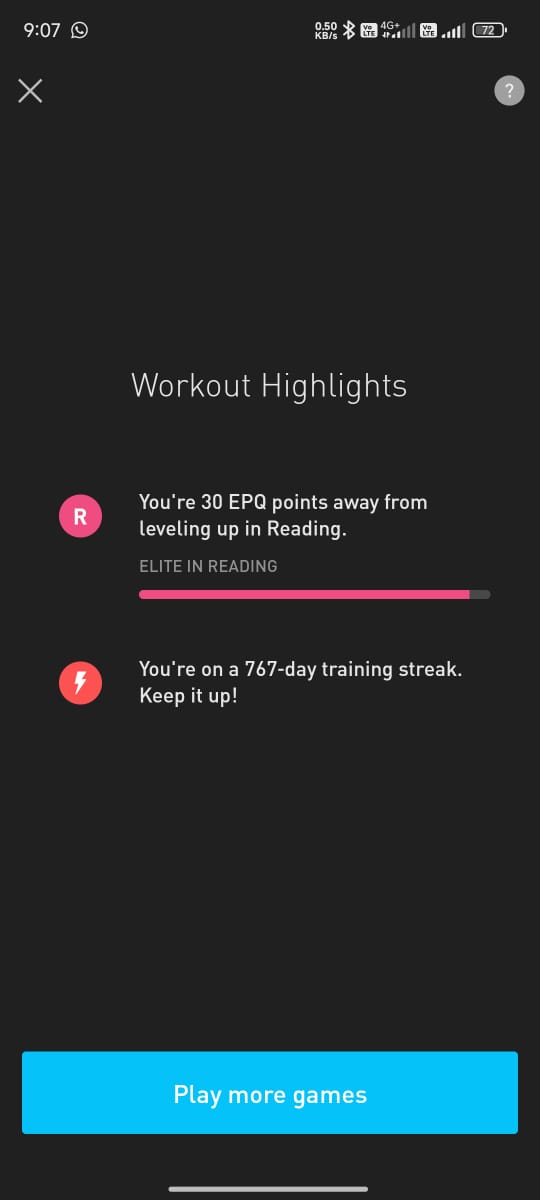 9:07
0.50
KB/s
Vo
LTE
4G+
Vo
LTE
72
?
Workout Highlights
R
You're 30 EPQ points away from
leveling up in Reading.
ELITE IN READING
You're on a 767-day training streak.
Keep it up!
Play more games